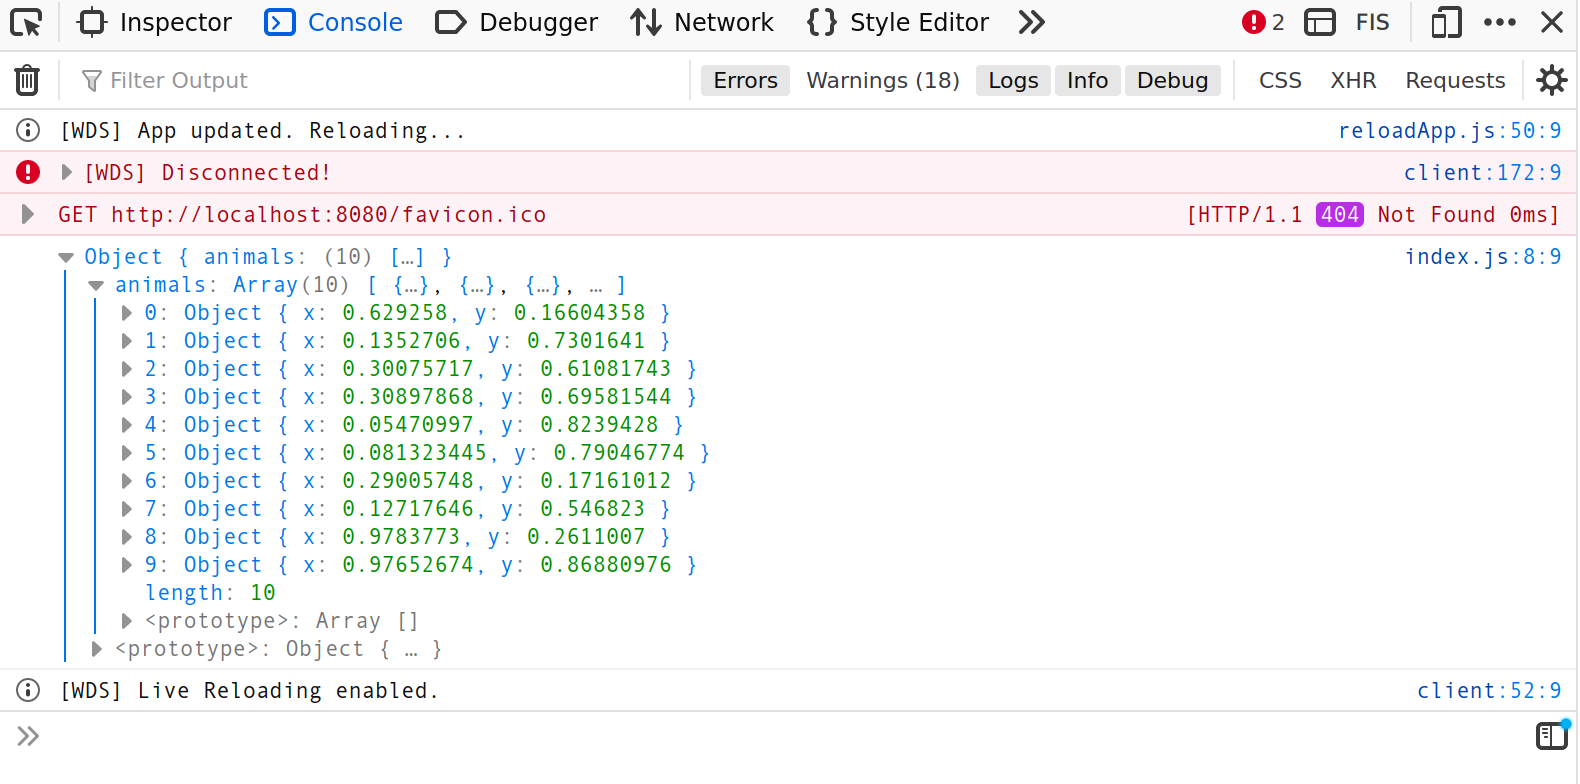 Inspector Console Debugger Network Style Editor 2 FIS
Filter Output Errors Warnings (18) Logs Info Debug CSS XHR Requests
[WDS] App updated. Reloading... reloadApp.js:50:9
[WDS] Disconnected! client:172:9
GET http://localhost:8080/favicon.ico [HTTP/1.1 404 Not Found 0ms]
Object { animals: (10) […] } index.js:8:9
animals: Array(10) [ {…}, {…}, {…}, … ]
0: Object { x: 0.629258, y: 0.16604358 }
1: Object { x: 0.1352706, y: 0.7301641 }
2: Object { x: 0.30075717, y: 0.61081743 }
3: Object { x: 0.30897868, y: 0.69581544 }
4: Object { x: 0.05470997, y: 0.8239428 }
5: Object { x: 0.081323445, y: 0.79046774 }
6: Object { x: 0.29005748, y: 0.17161012 }
7: Object { x: 0.12717646, y: 0.546823 }
8: Object { x: 0.9783773, y: 0.2611007 }
9: Object { x: 0.97652674, y: 0.86880976 }
length: 10
<prototype>: Array []
<prototype>: Object { … }
[WDS] Live Reloading enabled. client:52:9